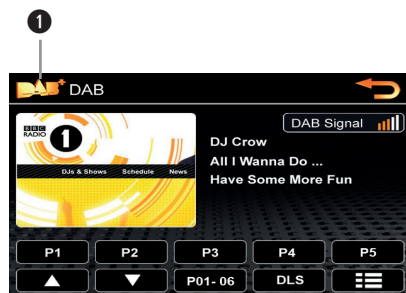 1
DAB+ DAB
DAB Signal
BBC
RADIO
1
DJs & Shows Schedule News
DJ Crow
All I Wanna Do ...
Have Some More Fun
P1 P2 P3 P4 P5
P01- 06 DLS